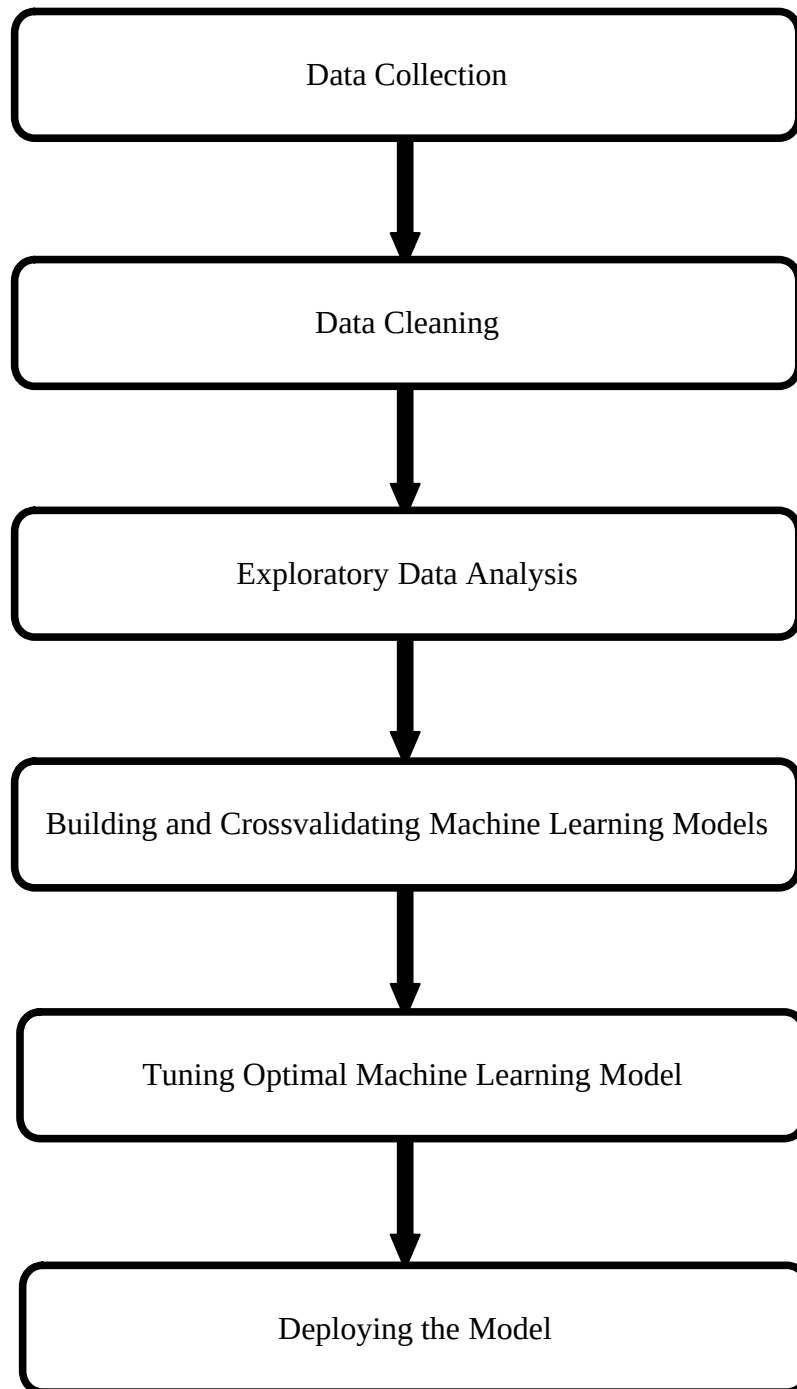 Data Collection
Data Cleaning
Exploratory Data Analysis
Building and Crossvalidating Machine Learning Models
Tuning Optimal Machine Learning Model
Deploying the Model